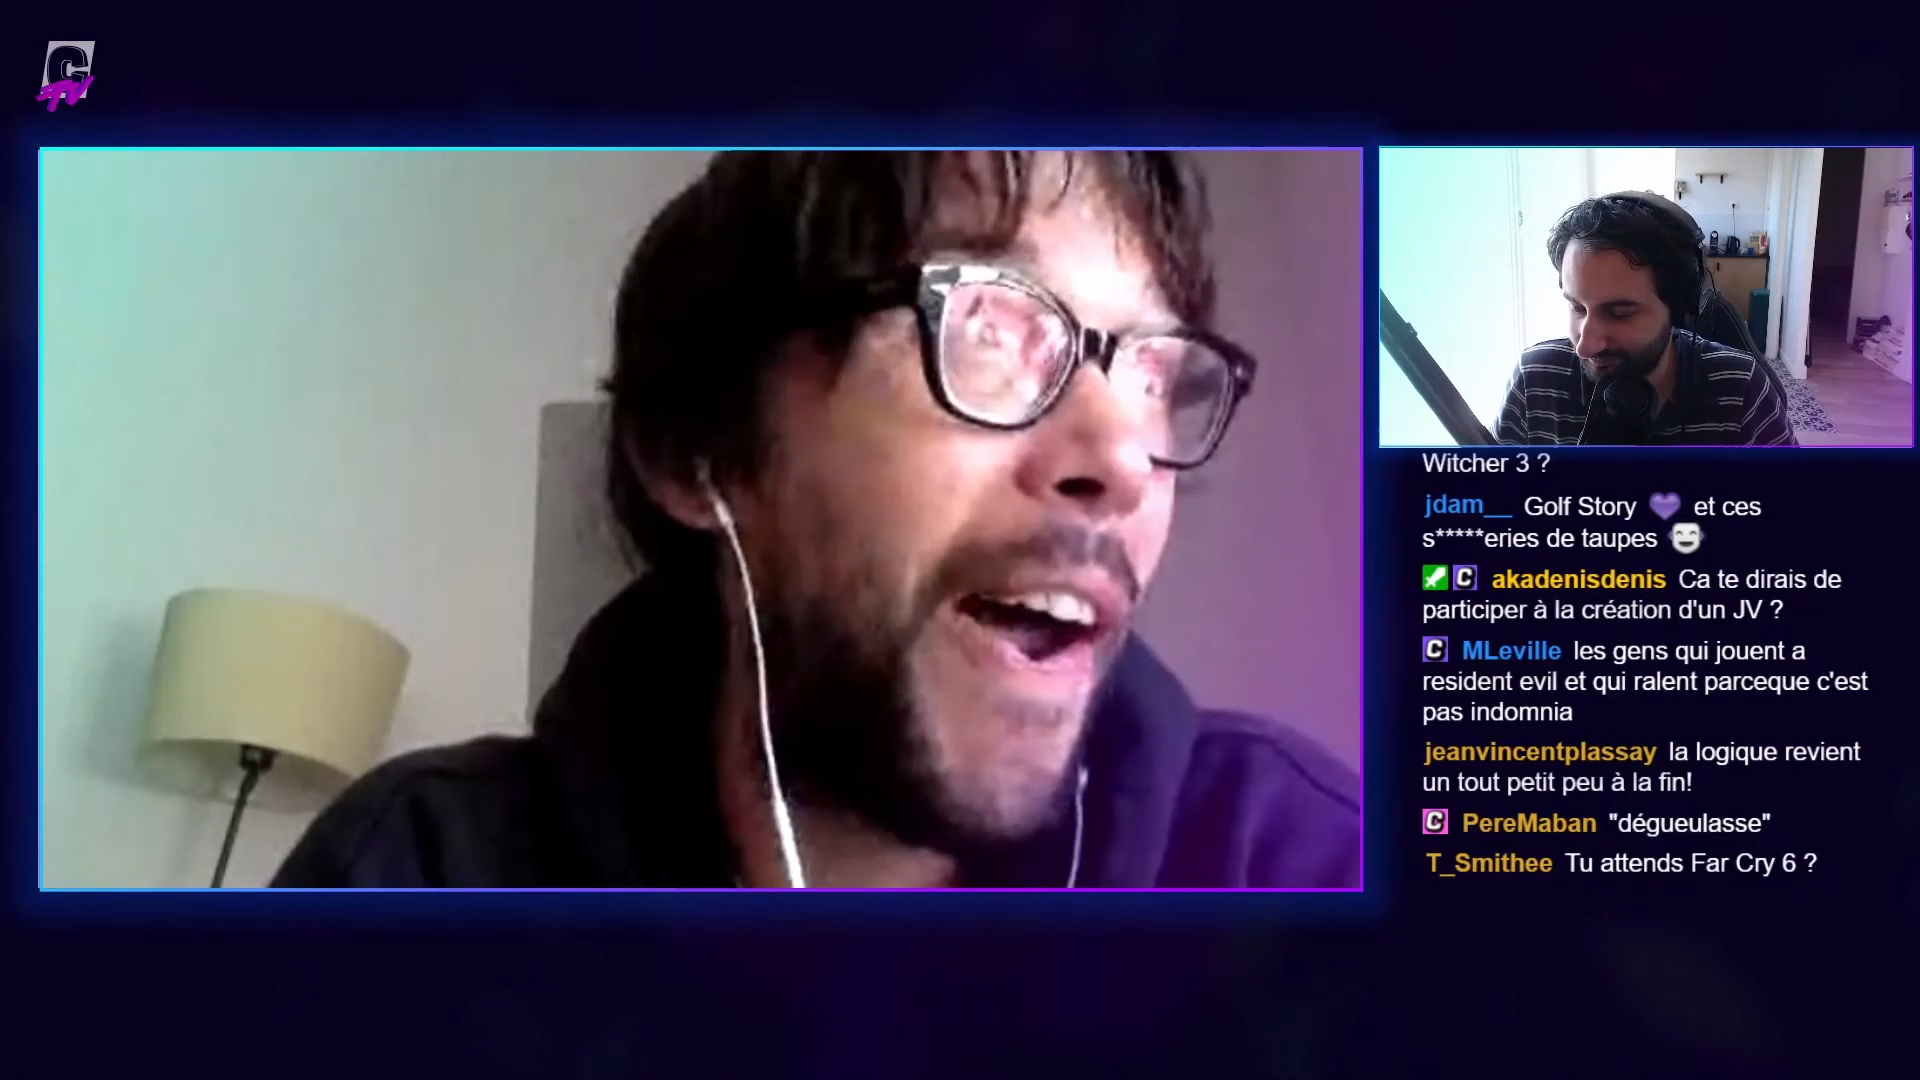 C
TV
Witcher 3 ?
jdam__ Golf Story 💜 et ces
s*****eries de taupes
C akadenisdenis Ca te dirais de
participer à la création d'un JV ?
C MLeville les gens qui jouent a
resident evil et qui ralent parceque c'est
pas indomnia
jeanvincentplassay la logique revient
un tout petit peu à la fin!
C PereMaban "dégueulasse"
T_Smithee Tu attends Far Cry 6 ?